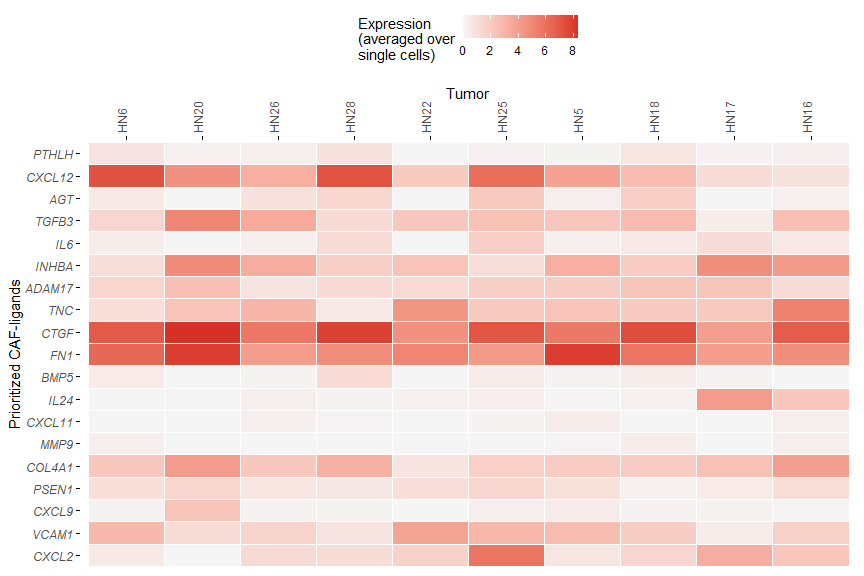 Expression
(averaged over
single cells)
0 2 4 6 8
Tumor
HN6 HN20 HN26 HN28 HN22 HN25 HN5 HN18 HN17 HN16
Prioritized CAF-ligands
PTHLH
CXCL12
AGT
TGFB3
IL6
INHBA
ADAM17
TNC
CTGF
FN1
BMP5
IL24
CXCL11
MMP9
COL4A1
PSEN1
CXCL9
VCAM1
CXCL2